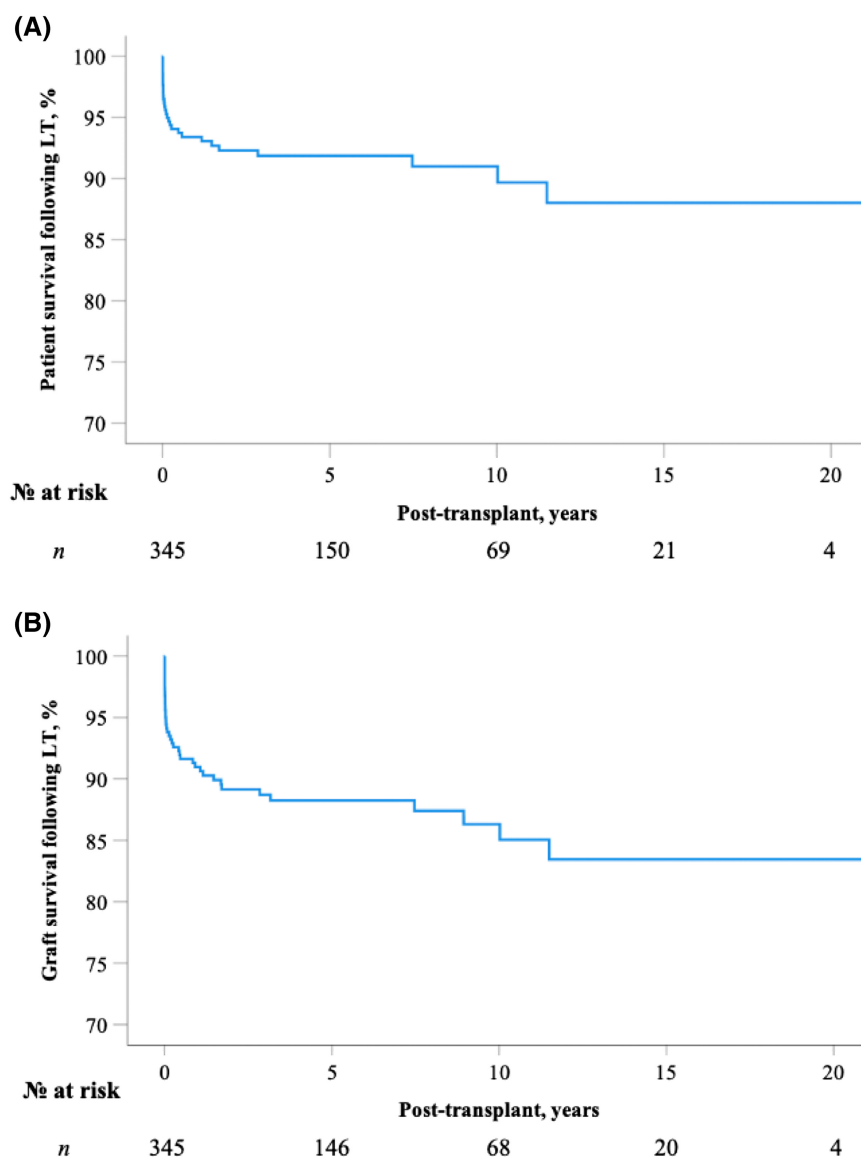 (A)
Patient survival following LT, %
100
95
90
85
80
75
70
0 5 10 15 20
№ at risk
Post-transplant, years
n 345 150 69 21 4
(B)
Graft survival following LT, %
100
95
90
85
80
75
70
0 5 10 15 20
№ at risk
Post-transplant, years
n 345 146 68 20 4